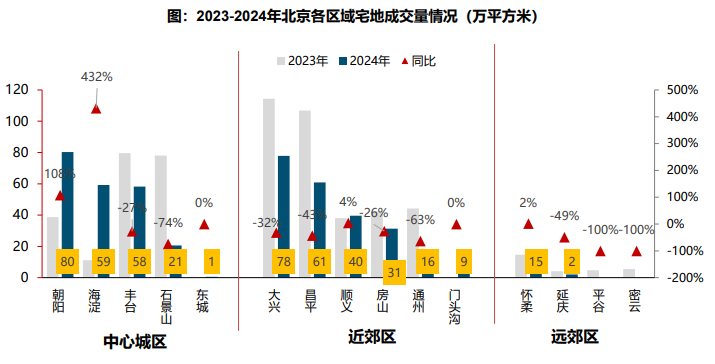 图：2023-2024年北京各区域宅地成交量情况（万平方米）
2023年 2024年 同比
120 500%
100 400%
80 300%
60 200%
40 100%
20 0%
0 -100%
-200%
108% 432% -27% -74% 0% -32% -43% 4% -26% -63% 0% 2% -49% -100% -100%
80 59 58 21 1 78 61 40 31 16 9 15 2
朝阳 海淀 丰台 石景山 东城 大兴 昌平 顺义 房山 通州 门头沟 怀柔 延庆 平谷 密云
中心城区 近郊区 远郊区